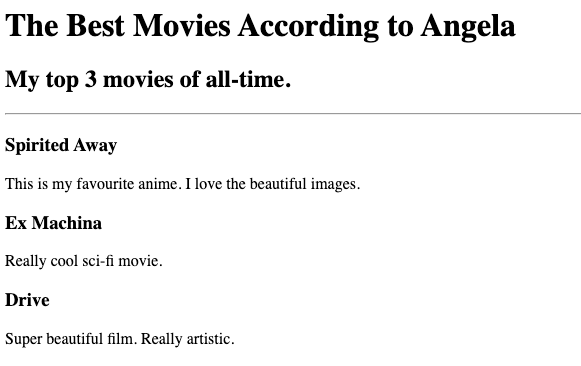 The Best Movies According to Angela
My top 3 movies of all-time.
Spirited Away
This is my favourite anime. I love the beautiful images.
Ex Machina
Really cool sci-fi movie.
Drive
Super beautiful film. Really artistic.